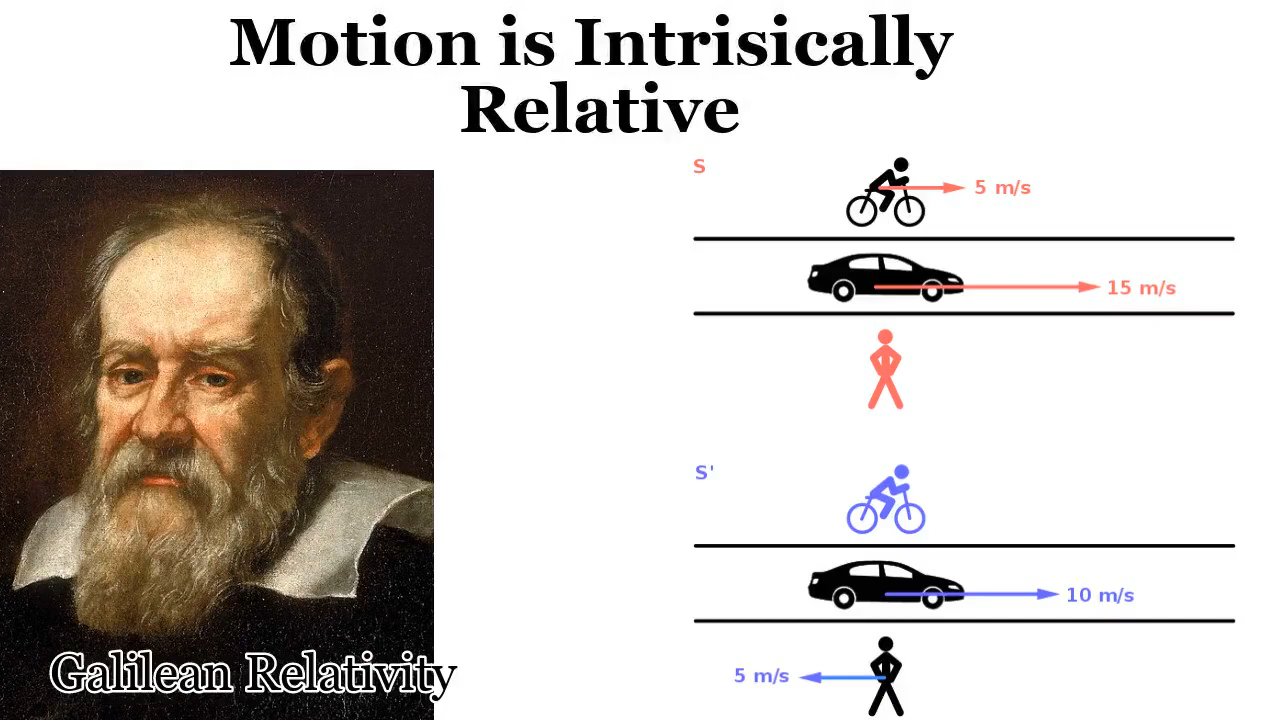 Motion is Intrisically
Relative
S
5 m/s
15 m/s
S'
10 m/s
5 m/s
Galilean Relativity